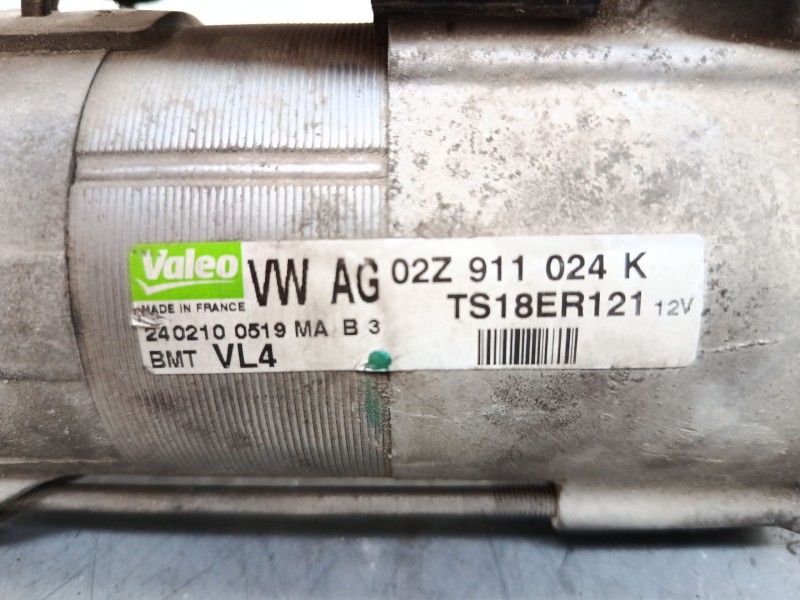 Valeo VW AG 02Z 911 024 K
MADE IN FRANCE TS18ER121 12V
240210 0519 MA B 3
BMT VL4